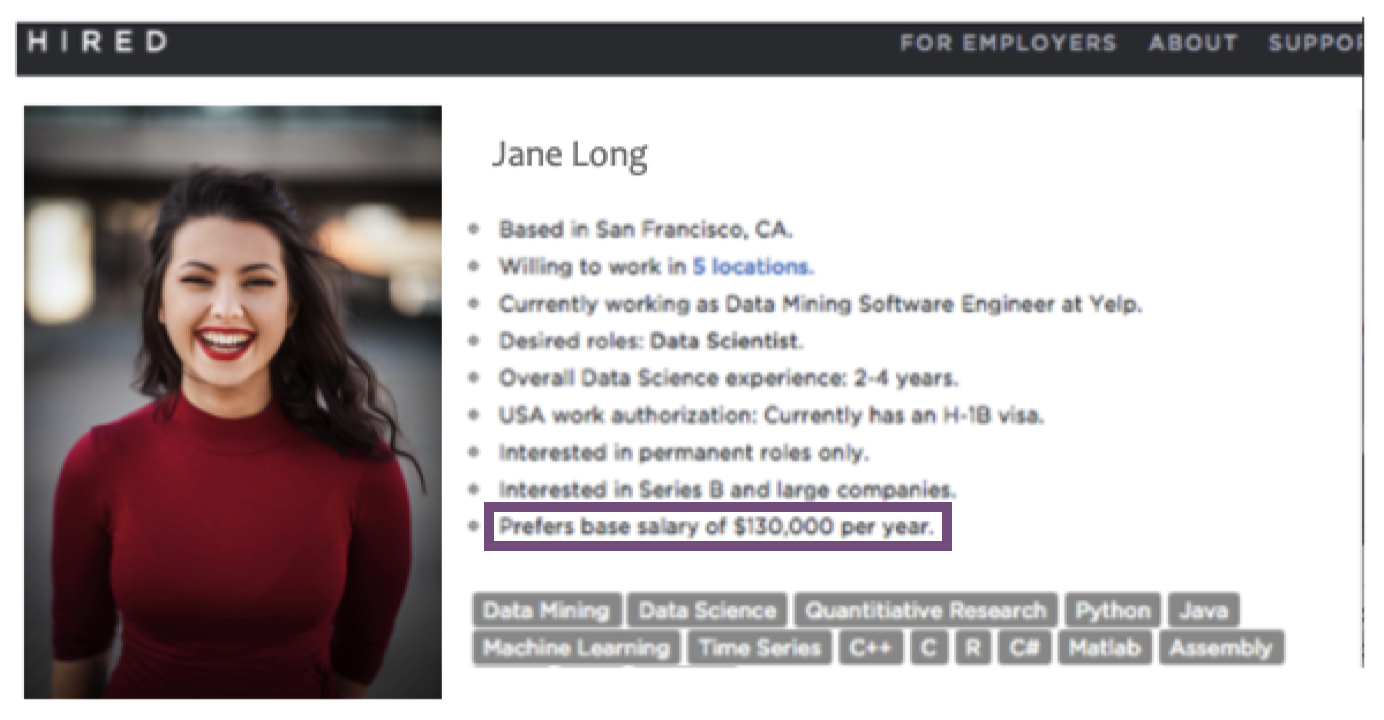 HIRED FOR EMPLOYERS ABOUT SUPPOR
Jane Long
Based in San Francisco, CA.
Willing to work in 5 locations.
Currently working as Data Mining Software Engineer at Yelp.
Desired roles: Data Scientist.
Overall Data Science experience: 2-4 years.
USA work authorization: Currently has an H-1B visa.
Interested in permanent roles only.
Interested in Series B and large companies.
Prefers base salary of $130,000 per year.
Data Mining Data Science Quantitiative Research Python Java
Machine Learning Time Series C++ C R C# Matlab Assembly